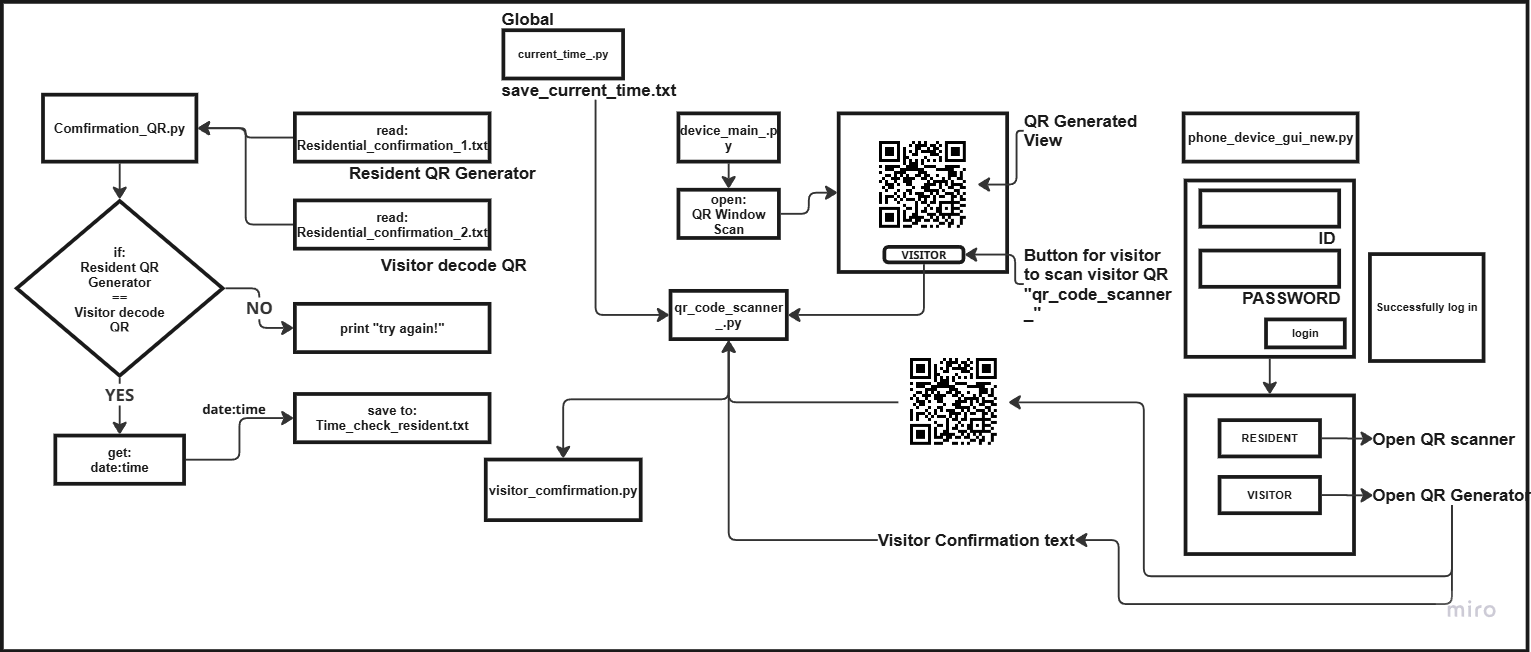 Global
current_time_.py
save_current_time.txt
Comfirmation_QR.py
read:
Residential_confirmation_1.txt
Resident QR Generator
read:
Residential_confirmation_2.txt
Visitor decode QR
if:
Resident QR
Generator
==
Visitor decode
QR
NO
print "try again!"
YES
get:
date:time
date:time
save to:
Time_check_resident.txt
device_main_.p
y
open:
QR Window
Scan
VISITOR
QR Generated
View
Button for visitor
to scan visitor QR
"qr_code_scanner
_"
qr_code_scanner
_.py
visitor_comfirmation.py
Visitor Confirmation text
phone_device_gui_new.py
ID
PASSWORD
login
Successfully log in
RESIDENT
Open QR scanner
VISITOR
Open QR Generator
miro